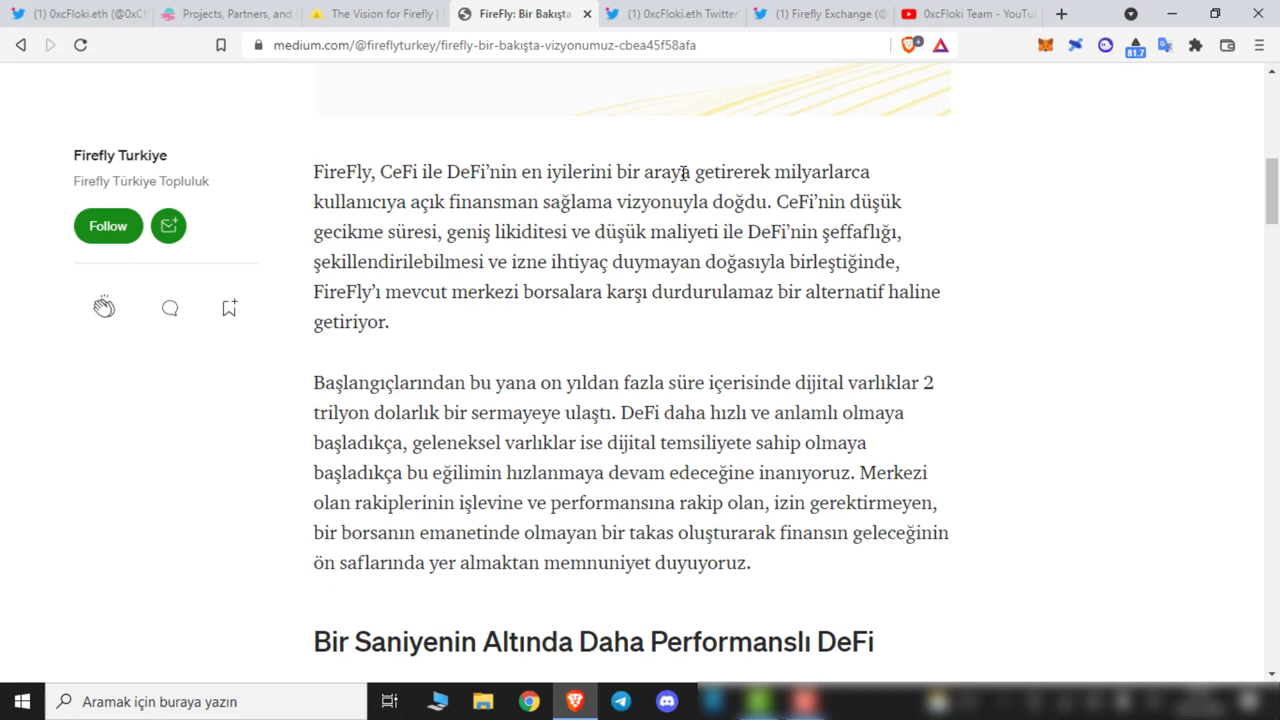 (1) 0xcFloki.eth (@0xCf
Projects, Partners, and
The Vision for Firefly |
FireFly: Bir Bakışta
(1) 0xcFloki.eth Twitter
(1) Firefly Exchange (@
0xcFloki Team - YouTu
medium.com/@fireflyturkey/firefly-bir-bakışta-vizyonumuz-cbea45f58afa
4
81.7
Firefly Turkiye
Firefly Türkiye Topluluk
Follow
FireFly, CeFi ile DeFi’nin en iyilerini bir araya getirerek milyarlarca
kullanıcıya açık finansman sağlama vizyonuyla doğdu. CeFi’nin düşük
gecikme süresi, geniş likiditesi ve düşük maliyeti ile DeFi’nin şeffaflığı,
şekillendirilebilmesi ve izne ihtiyaç duymayan doğasıyla birleştiğinde,
FireFly’ı mevcut merkezi borsalara karşı durdurulamaz bir alternatif haline
getiriyor.
Başlangıçlarından bu yana on yıldan fazla süre içerisinde dijital varlıklar 2
trilyon dolarlık bir sermayeye ulaştı. DeFi daha hızlı ve anlamlı olmaya
başladıkça, geleneksel varlıklar ise dijital temsiliyete sahip olmaya
başladıkça bu eğilimin hızlanmaya devam edeceğine inanıyoruz. Merkezi
olan rakiplerinin işlevine ve performansına rakip olan, izin gerektirmeyen,
bir borsanın emanetinde olmayan bir takas oluşturarak finansın geleceğinin
ön saflarında yer almaktan memnuniyet duyuyoruz.
Bir Saniyenin Altında Daha Performanslı DeFi
Aramak için buraya yazın